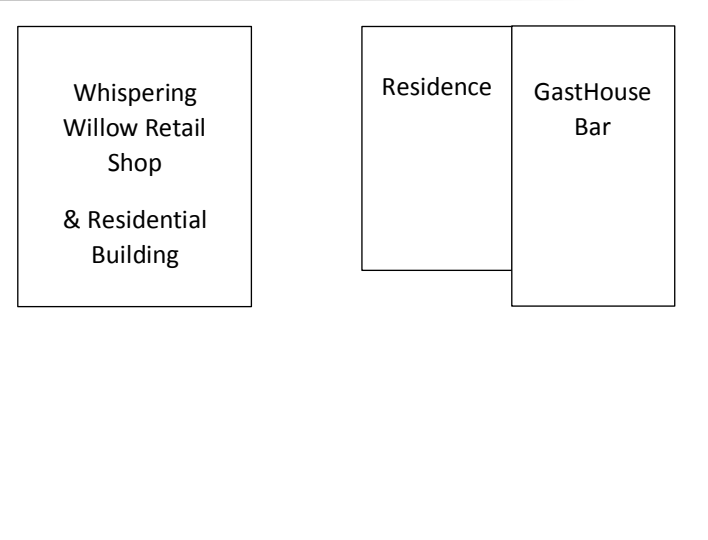 Whispering
Willow Retail
Shop
& Residential
Building
Residence
GastHouse
Bar